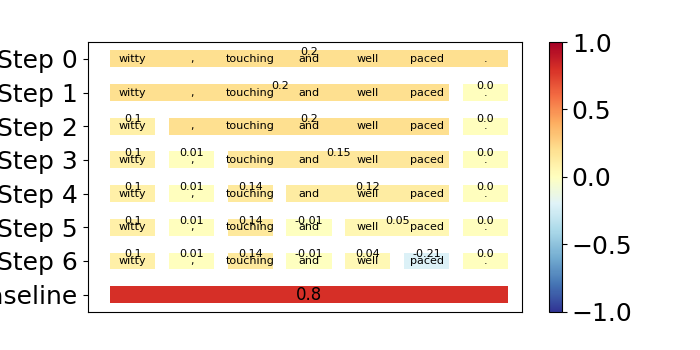 Step 0 witty , touching and well paced . 0.2
Step 1 witty , touching and well paced . 0.2 0.0
Step 2 witty , touching and well paced . 0.1 0.2 0.0
Step 3 witty , touching and well paced . 0.1 0.01 0.15 0.0
Step 4 witty , touching and well paced . 0.1 0.01 0.14 0.12 0.0
Step 5 witty , touching and well paced . 0.1 0.01 0.14 -0.01 0.05 0.0
Step 6 witty , touching and well paced . 0.1 0.01 0.14 -0.01 0.04 -0.21 0.0
aseline 0.8
1.0
0.5
0.0
−0.5
−1.0